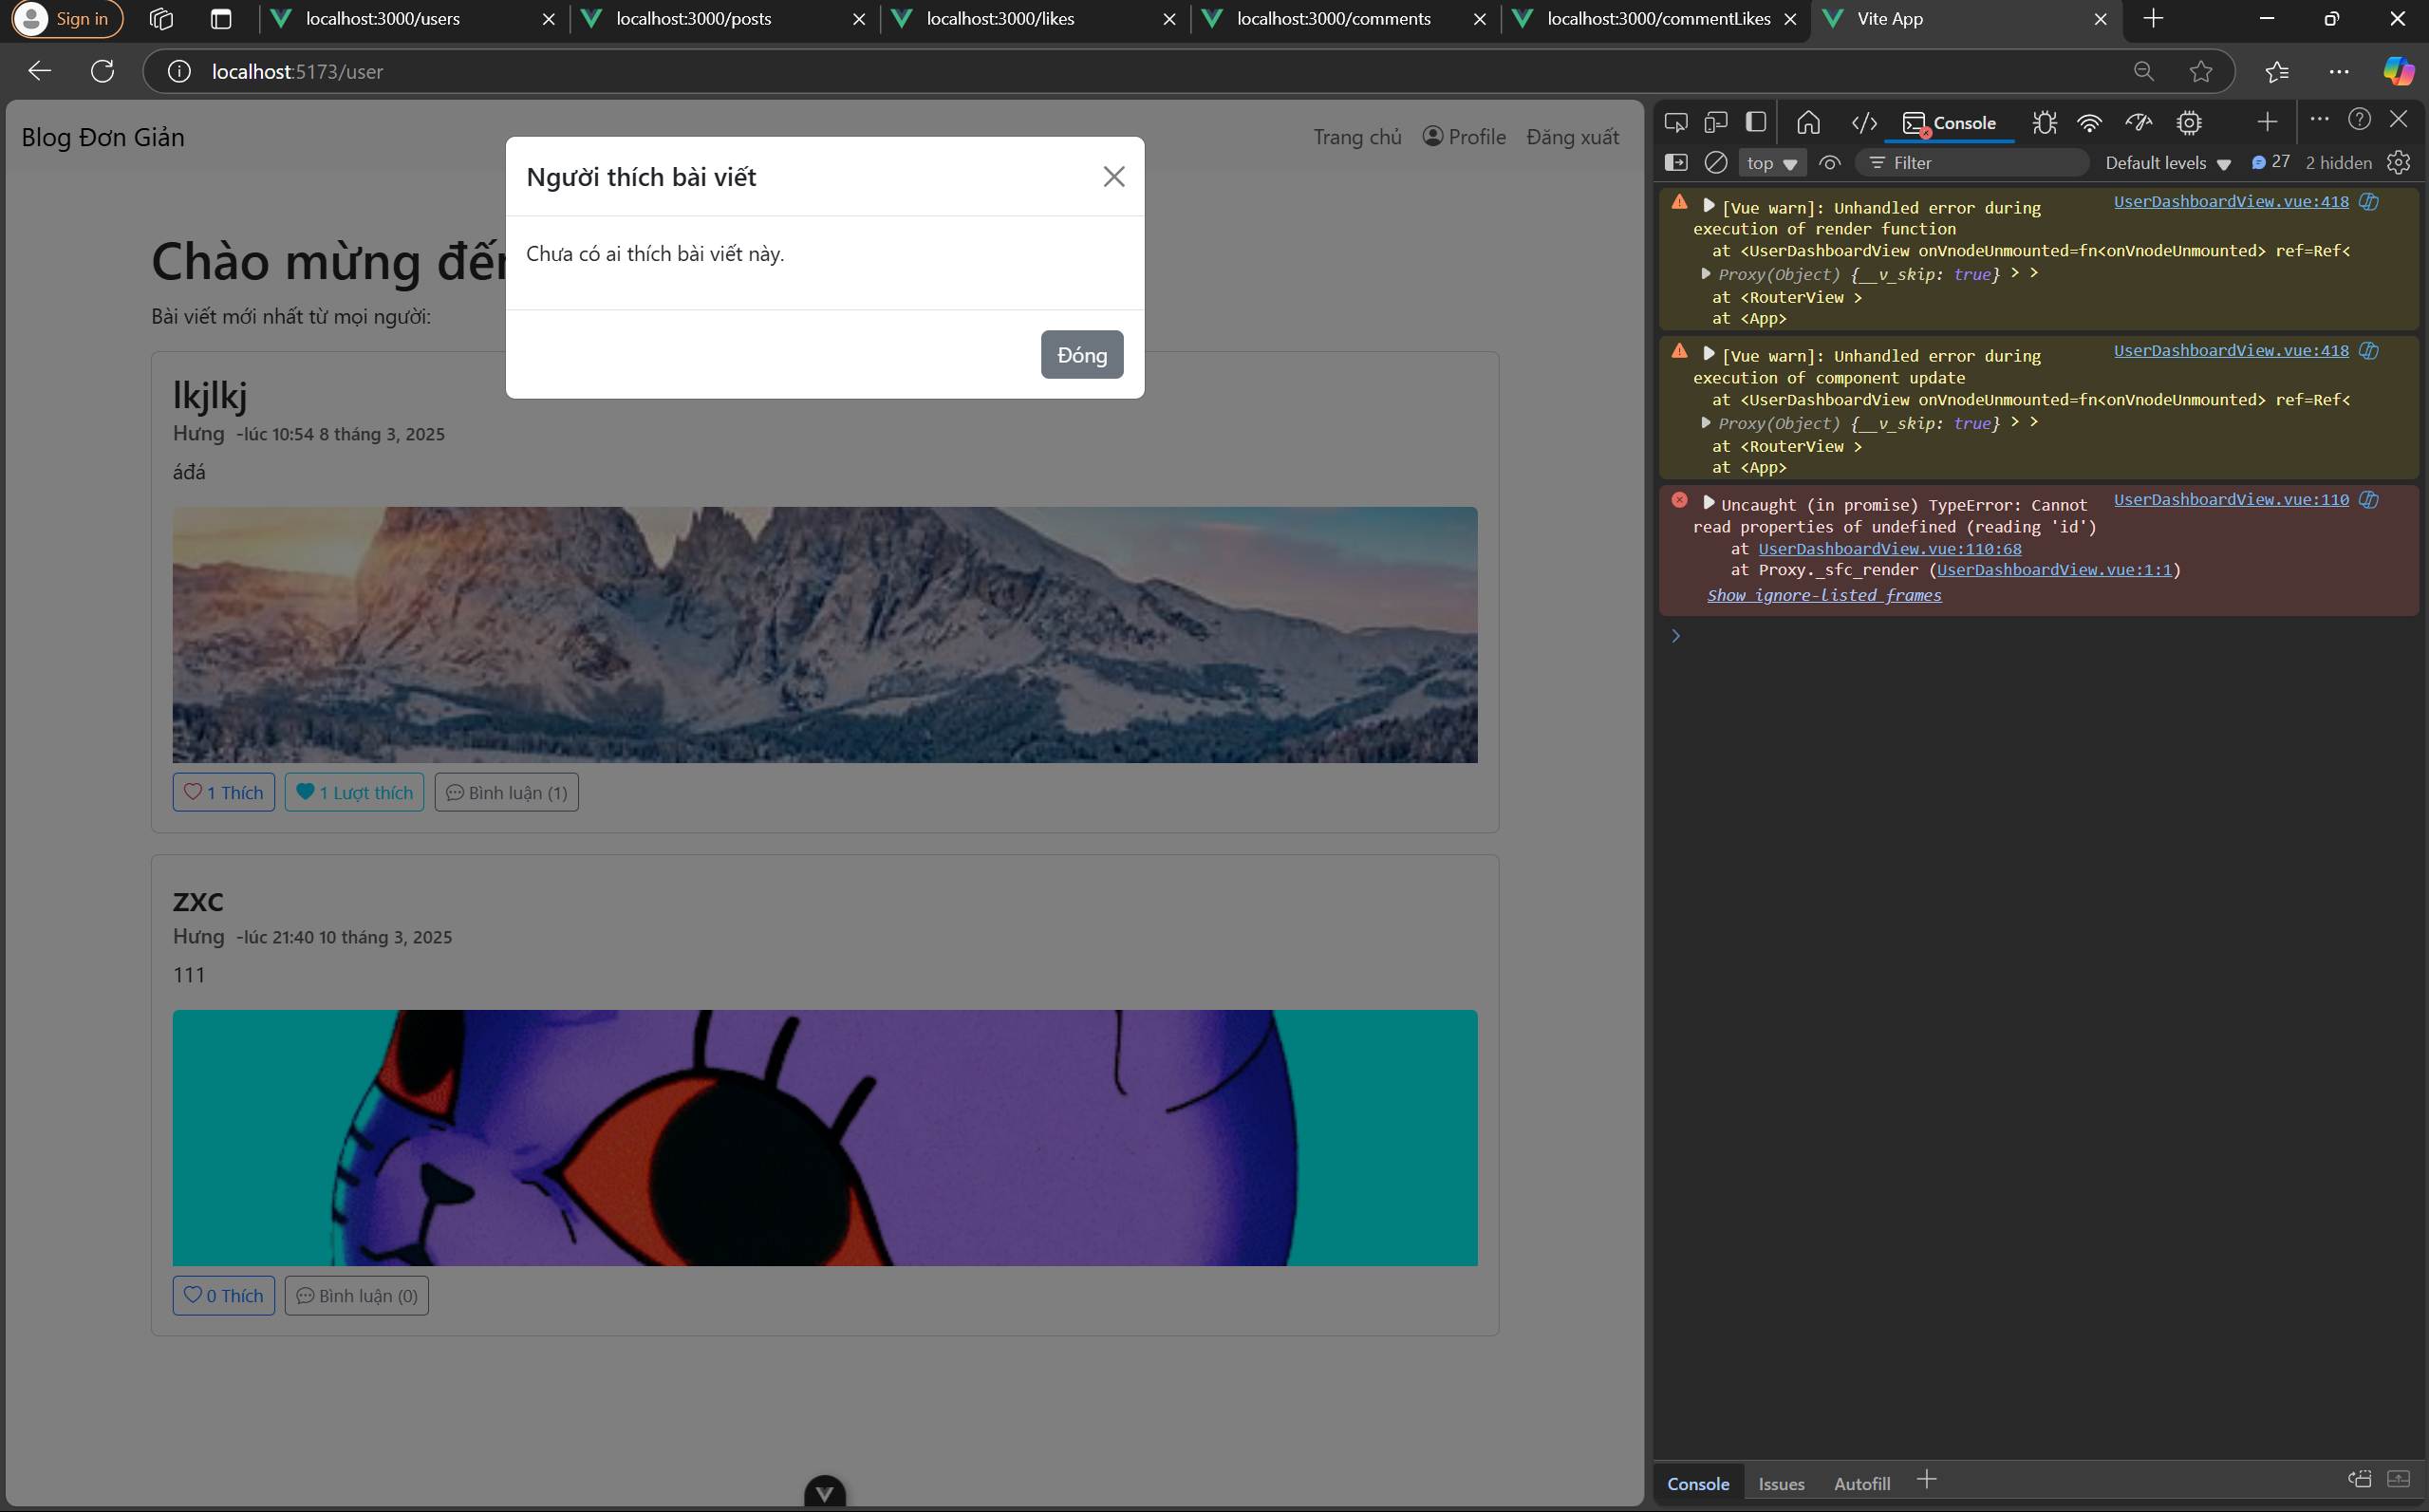 Sign in
localhost:3000/users
localhost:3000/posts
localhost:3000/likes
localhost:3000/comments
localhost:3000/commentLikes
Vite App
localhost:5173/user
Blog Đơn Giản
Trang chủ
Profile
Đăng xuất
Người thích bài viết
Chưa có ai thích bài viết này.
Đóng
Chào mừng đến
Bài viết mới nhất từ mọi người:
lkjlkj
Hưng -lúc 10:54 8 tháng 3, 2025
áđá
1 Thích
1 Lượt thích
Bình luận (1)
zxc
Hưng -lúc 21:40 10 tháng 3, 2025
111
0 Thích
Bình luận (0)
Console
top
Filter
Default levels
27
2 hidden
[Vue warn]: Unhandled error during UserDashboardView.vue:418
execution of render function
at <UserDashboardView onVnodeUnmounted=fn<onVnodeUnmounted> ref=Ref<
Proxy(Object) {__v_skip: true} > >
at <RouterView >
at <App>
[Vue warn]: Unhandled error during UserDashboardView.vue:418
execution of component update
at <UserDashboardView onVnodeUnmounted=fn<onVnodeUnmounted> ref=Ref<
Proxy(Object) {__v_skip: true} > >
at <RouterView >
at <App>
Uncaught (in promise) TypeError: Cannot UserDashboardView.vue:110
read properties of undefined (reading 'id')
at UserDashboardView.vue:110:68
at Proxy._sfc_render (UserDashboardView.vue:1:1)
Show ignore-listed frames
Console
Issues
Autofill